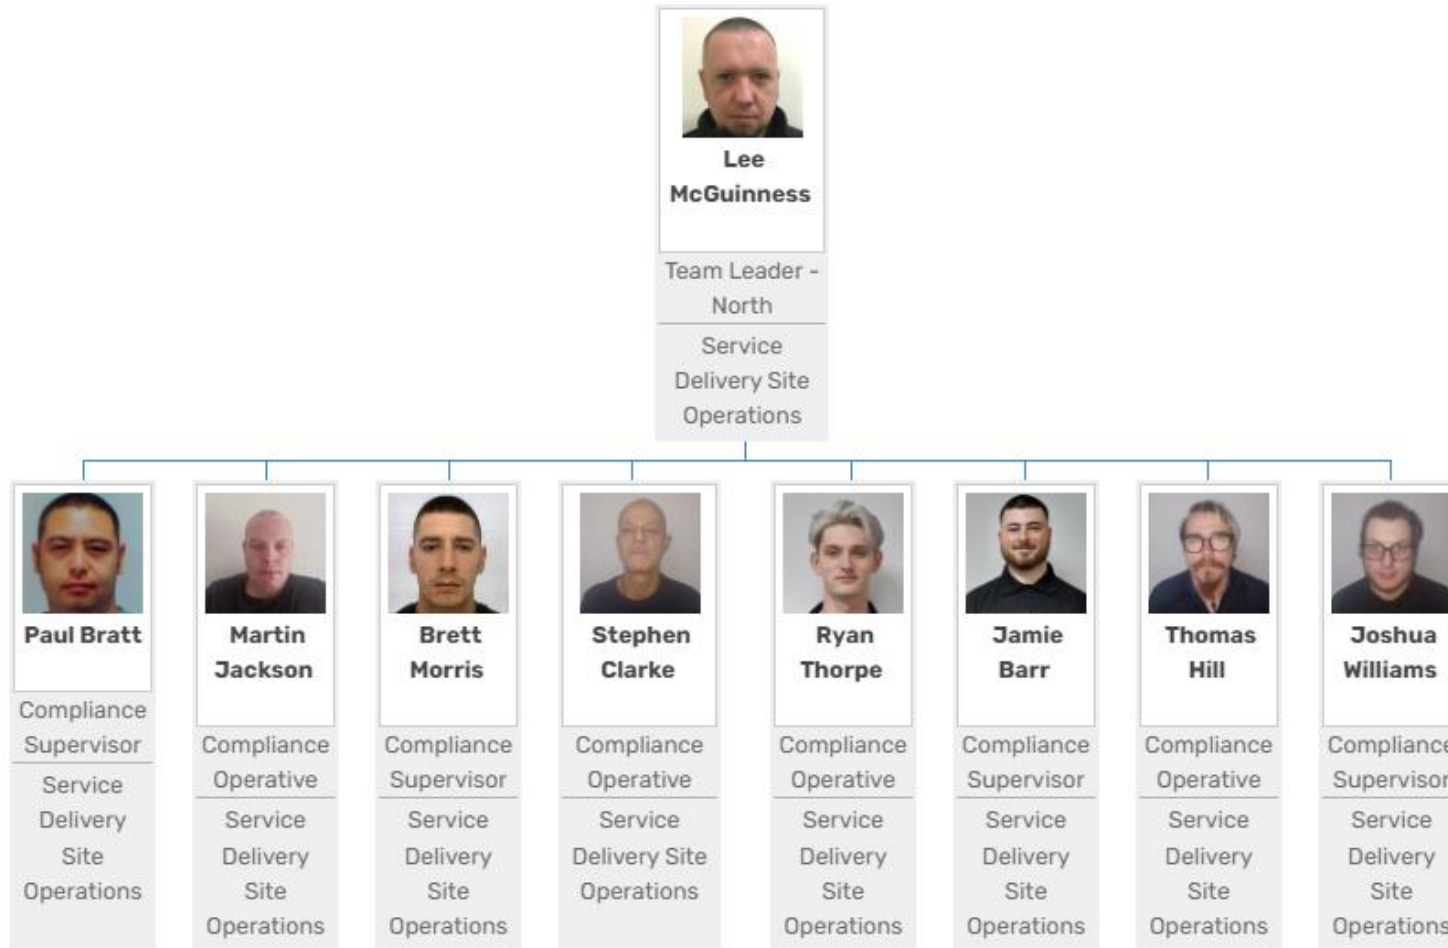 Lee
McGuinness
Team Leader -
North
Service
Delivery Site
Operations
Paul Bratt
Compliance
Supervisor
Service
Delivery
Site
Operations
Martin
Jackson
Compliance
Operative
Service
Delivery
Site
Operations
Brett
Morris
Compliance
Supervisor
Service
Delivery
Site
Operations
Stephen
Clarke
Compliance
Operative
Service
Delivery Site
Operations
Ryan
Thorpe
Compliance
Operative
Service
Delivery
Site
Operations
Jamie
Barr
Compliance
Supervisor
Service
Delivery
Site
Operations
Thomas
Hill
Compliance
Operative
Service
Delivery
Site
Operations
Joshua
Williams
Compliance
Supervisor
Service
Delivery
Site
Operations